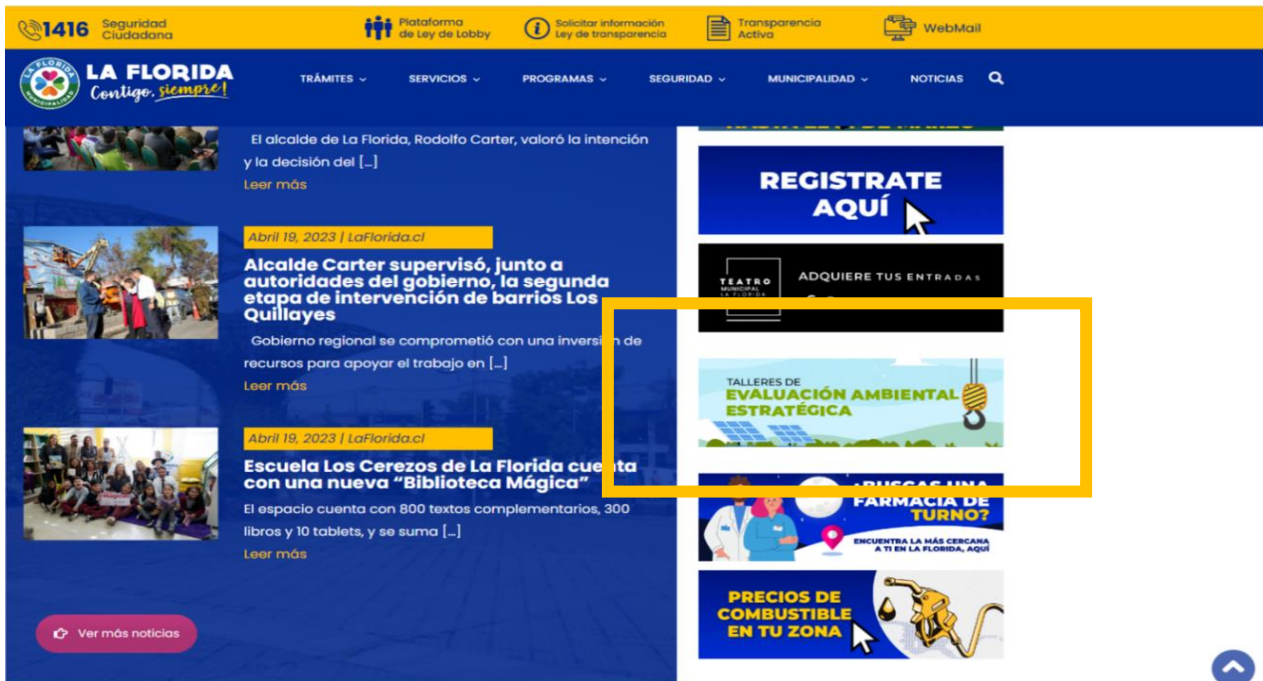 1416 Seguridad
Ciudadana
Plataforma
de Ley de Lobby
Solicitar información
Ley de transparencia
Transparencia
Activa
WebMail
LA FLORIDA
MUNICIPALIDAD
LA FLORIDA
Contigo, siempre!
TRÁMITES
SERVICIOS
PROGRAMAS
SEGURIDAD
MUNICIPALIDAD
NOTICIAS
El alcalde de La Florida, Rodolfo Carter, valoró la intención
y la decisión del [...]
Leer más
Abril 19, 2023 | LaFlorida.cl
Alcalde Carter supervisó, junto a
autoridades del gobierno, la segunda
etapa de intervención de barrios Los
Quillayes
Gobierno regional se comprometió con una inversión de
recursos para apoyar el trabajo en [...]
Leer más
Abril 19, 2023 | LaFlorida.cl
Escuela Los Cerezos de La Florida cuenta
con una nueva “Biblioteca Mágica”
El espacio cuenta con 800 textos complementarios, 300
libros y 10 tablets, y se suma [...]
Leer más
Ver más noticias
REGISTRATE
AQUÍ
TEATRO
MUNICIPAL
LA FLORIDA
ADQUIERE TUS ENTRADAS
TALLERES DE
EVALUACIÓN AMBIENTAL
ESTRATÉGICA
¿BUSCAS UNA
FARMACIA DE
TURNO?
ENCUENTRA LA MÁS CERCANA
A TI EN LA FLORIDA, AQUÍ
PRECIOS DE
COMBUSTIBLE
EN TU ZONA